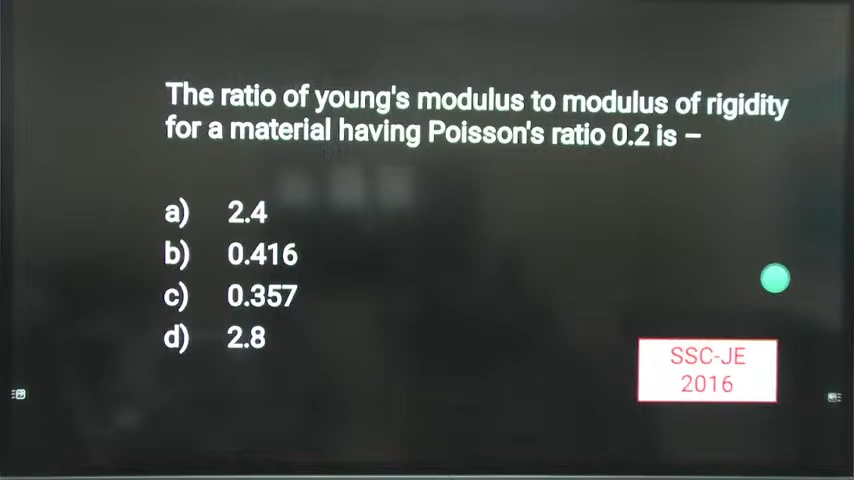 The ratio of young's modulus to modulus of rigidity
for a material having Poisson's ratio 0.2 is –
a) 2.4
b) 0.416
c) 0.357
d) 2.8
SSC-JE
2016